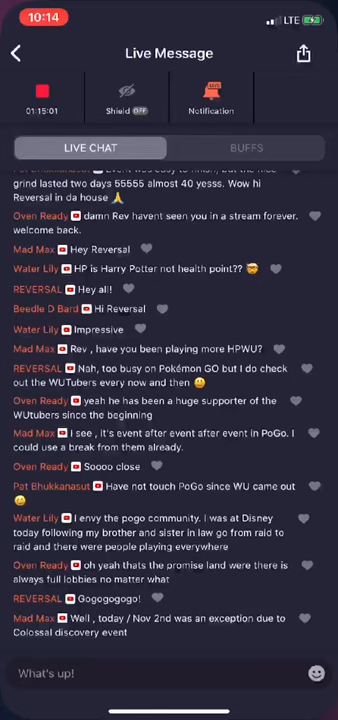 10:14
LTE
Live Message
01:15:01
Shield OFF
Notification
LIVE CHAT
BUFFS
grind lasted two days 55555 almost 40 yesss. Wow hi
Reversal in da house 🙏
Oven Ready damn Rev havent seen you in a stream forever.
welcome back.
Mad Max Hey Reversal
Water Lily HP is Harry Potter not health point?? 🤯
REVERSAL Hey all!
Beedle D Bard Hi Reversal
Water Lily Impressive
Mad Max Rev , have you been playing more HPWU?
REVERSAL Nah, too busy on Pokémon GO but I do check
out the WUTubers every now and then 😀
Oven Ready yeah he has been a huge supporter of the
WUtubers since the beginning
Mad Max I see , it's event after event after event in PoGo. I
could use a break from them already.
Oven Ready Soooo close
Pat Bhukkanasut Have not touch PoGo since WU came out
😄
Water Lily I envy the pogo community. I was at Disney
today following my brother and sister in law go from raid to
raid and there were people playing everywhere
Oven Ready oh yeah thats the promise land were there is
always full lobbies no matter what
REVERSAL Gogogogogo!
Mad Max Well , today / Nov 2nd was an exception due to
Colossal discovery event
What's up!